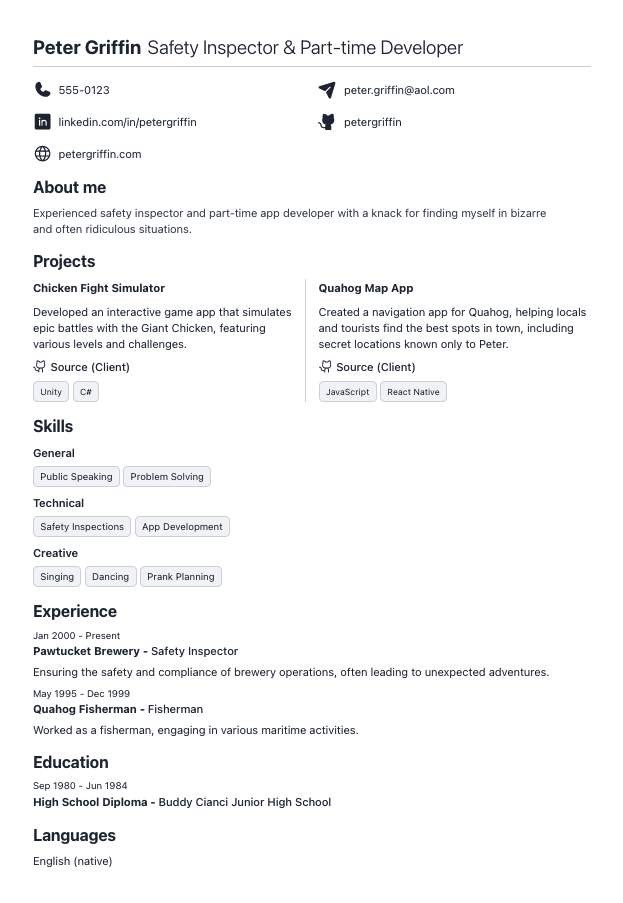 Peter Griffin Safety Inspector & Part-time Developer
555-0123
peter.griffin@aol.com
linkedin.com/in/petergriffin
petergriffin
petergriffin.com
About me
Experienced safety inspector and part-time app developer with a knack for finding myself in bizarre
and often ridiculous situations.
Projects
Chicken Fight Simulator
Developed an interactive game app that simulates
epic battles with the Giant Chicken, featuring
various levels and challenges.
Source (Client)
Unity C#
Quahog Map App
Created a navigation app for Quahog, helping locals
and tourists find the best spots in town, including
secret locations known only to Peter.
Source (Client)
JavaScript React Native
Skills
General
Public Speaking Problem Solving
Technical
Safety Inspections App Development
Creative
Singing Dancing Prank Planning
Experience
Jan 2000 - Present
Pawtucket Brewery - Safety Inspector
Ensuring the safety and compliance of brewery operations, often leading to unexpected adventures.
May 1995 - Dec 1999
Quahog Fisherman - Fisherman
Worked as a fisherman, engaging in various maritime activities.
Education
Sep 1980 - Jun 1984
High School Diploma - Buddy Cianci Junior High School
Languages
English (native)